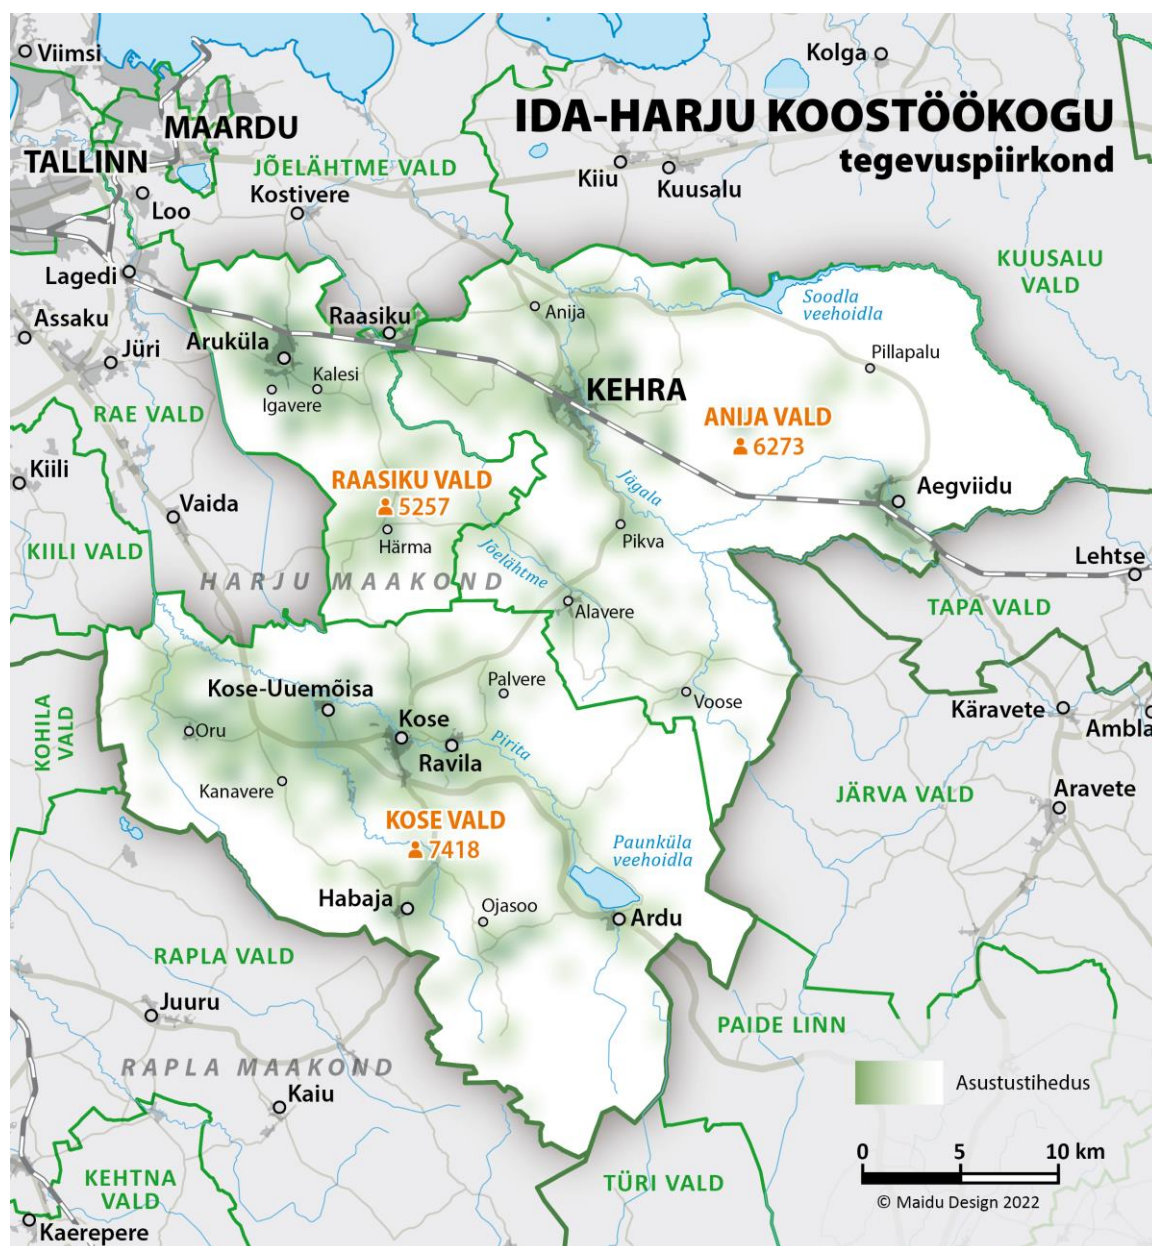 Viimsi
Kolga
IDA-HARJU KOOSTÖÖKOGU
tegevuspiirkond
MAARDU
TALLINN
JÕELÄHTME VALD
Kiiu
Kuusalu
Kostivere
Loo
KUUSALU
VALD
Lagedi
Soodla
veehoidla
Assaku
Raasiku
Anija
Jüri
Aruküla
Pillapalu
Kalesi
Igavere
KEHRA
RAE VALD
ANIJA VALD
6273
Kiili
RAASIKU VALD
5257
Jägala
Aegviidu
Vaida
Härma
Pikva
KIILI VALD
Jõelähtme
Lehtse
HARJU MAAKOND
Alavere
TAPA VALD
Kose-Uuemõisa
Palvere
Voose
Käravete
Ambla
KOHILA
VALD
Oru
Kose
Pirita
Ravila
Kanavere
JÄRVA VALD
Aravete
KOSE VALD
7418
Paunküla
veehoidla
Habaja
Ojasoo
Ardu
RAPLA VALD
Juuru
PAIDE LINN
RAPLA MAAKOND
Asustustihedus
Kaiu
0 5 10 km
KEHTNA
VALD
TÜRI VALD
© Maidu Design 2022
Kaerepere